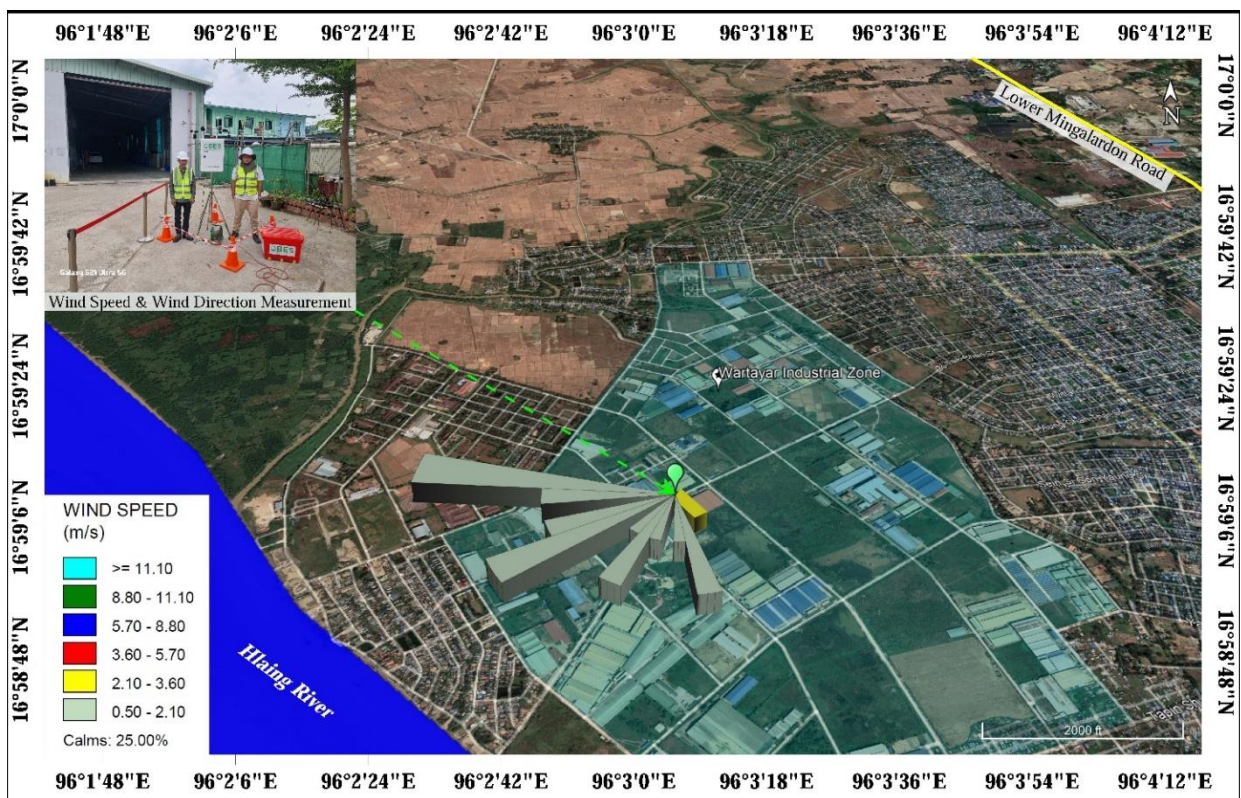 96°1'48"E 96°2'6"E 96°2'24"E 96°2'42"E 96°3'0"E 96°3'18"E 96°3'36"E 96°3'54"E 96°4'12"E
17°0'0"N
16°59'42"N
16°59'24"N
16°59'6"N
16°58'48"N
BES
BES
Galaxy S21 Ultra 5G
Wind Speed & Wind Direction Measurement
Lower Mingalardon Road
N
Wartayar Industrial Zone
WIND SPEED
(m/s)
>= 11.10
8.80 - 11.10
5.70 - 8.80
3.60 - 5.70
2.10 - 3.60
0.50 - 2.10
Calms: 25.00%
Hlaing River
2000 ft
17°0'0"N
16°59'42"N
16°59'24"N
16°59'6"N
16°58'48"N
96°1'48"E 96°2'6"E 96°2'24"E 96°2'42"E 96°3'0"E 96°3'18"E 96°3'36"E 96°3'54"E 96°4'12"E